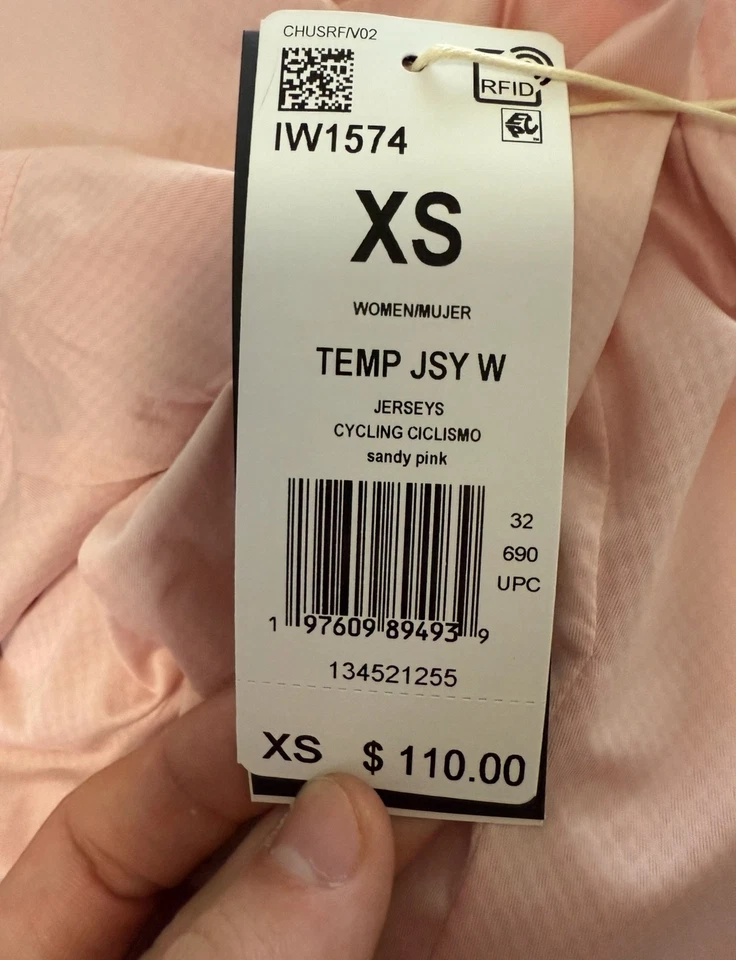 CHUSRF/V02
RFID
EPC
IW1574
XS
WOMEN/MUJER
TEMP JSY W
JERSEYS
CYCLING CICLISMO
sandy pink
32
690
UPC
1 97609 89493 9
134521255
XS $ 110.00